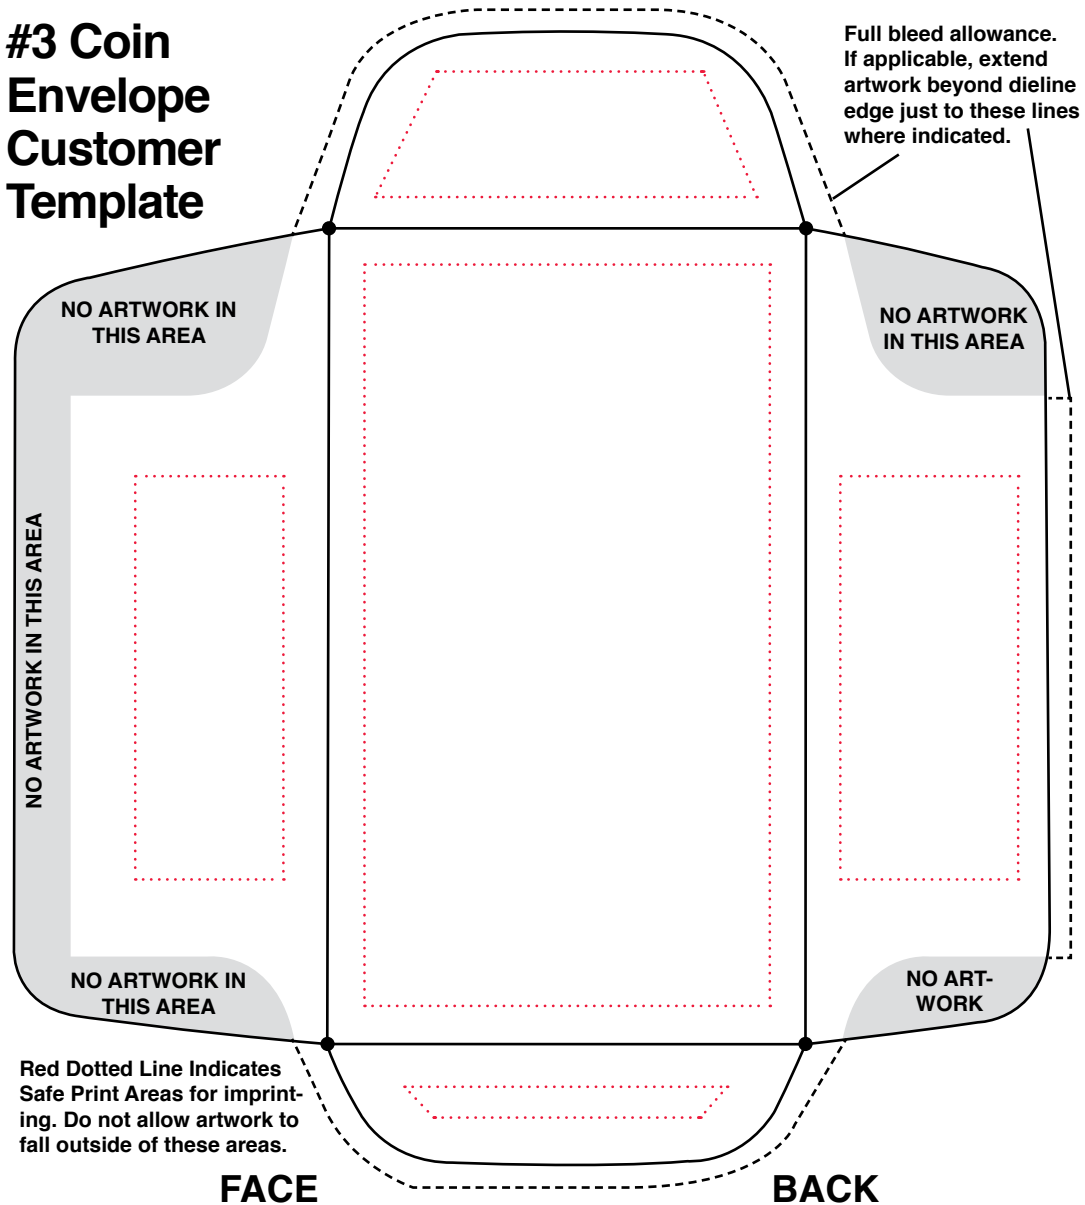 #3 Coin
Envelope
Customer
Template
Full bleed allowance.
If applicable, extend
artwork beyond dieline
edge just to these lines
where indicated.
NO ARTWORK IN
THIS AREA
NO ARTWORK
IN THIS AREA
NO ARTWORK IN THIS AREA
NO ARTWORK IN
THIS AREA
NO ART-
WORK
Red Dotted Line Indicates
Safe Print Areas for imprint-
ing. Do not allow artwork to
fall outside of these areas.
FACE
BACK